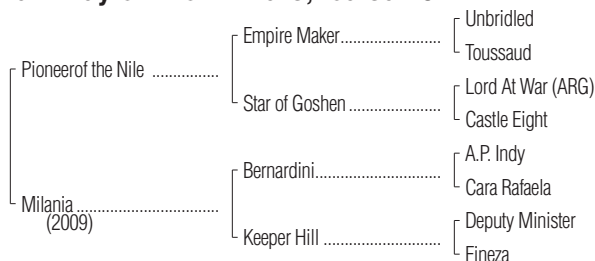 Unbridled
Empire Maker....................
Toussaud
Pioneerof the Nile ................
Lord At War (ARG)
Star of Goshen ......................
Castle Eight
A.P. Indy
Bernardini...........................
Cara Rafaela
Milania ..................................
(2009)
Deputy Minister
Keeper Hill ...........................
Fineza